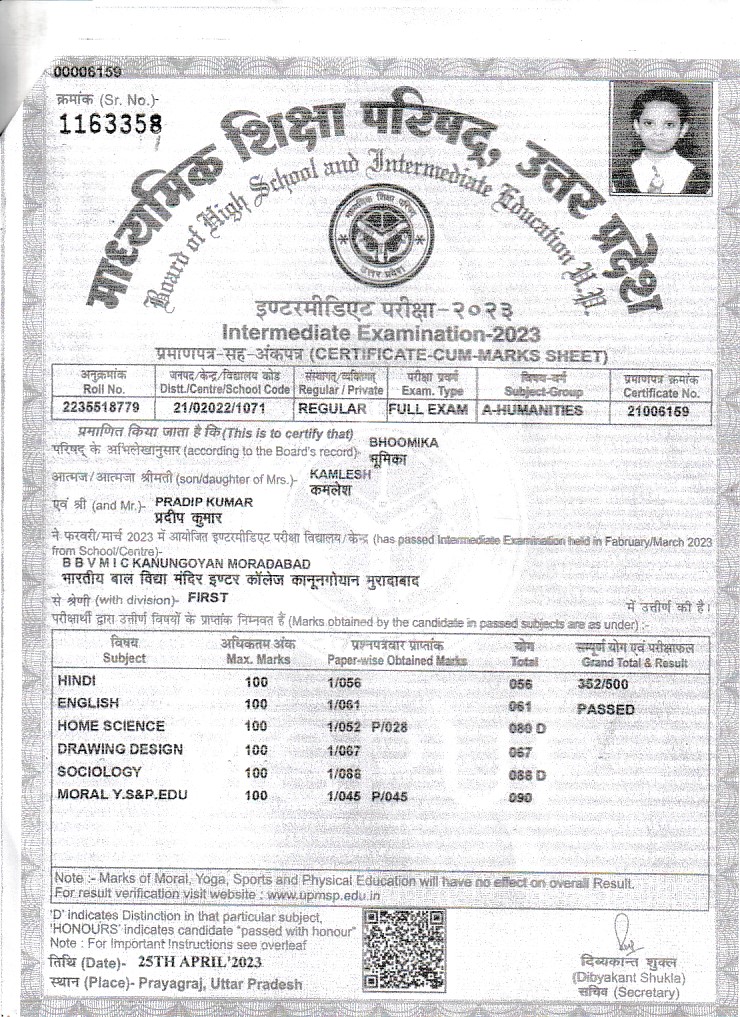 00006159
क्रमांक (Sr. No.)-
1163358
माध्यमिक शिक्षा परिषद्, उत्तर प्रदेश
Board of High School and Intermediate Education U.P.
माध्यमिक शिक्षा परिषद
उत्तर प्रदेश
इण्टरमीडिएट परीक्षा-२०२३
Intermediate Examination-2023
प्रमाणपत्र-सह-अंकपत्र (CERTIFICATE-CUM-MARKS SHEET)
अनुक्रमांक जनपद/केन्द्र/विद्यालय कोड संस्थागत/व्यक्तिगत परीक्षा प्रवर्ग विषय-वर्ग प्रमाणपत्र क्रमांक
Roll No. Distt./Centre/School Code Regular / Private Exam. Type Subject-Group Certificate No.
2235518779 21/02022/1071 REGULAR FULL EXAM A-HUMANITIES 21006159
प्रमाणित किया जाता है कि (This is to certify that)
परिषद् के अभिलेखानुसार (according to the Board's record)- BHOOMIKA
भूमिका
आत्मज/आत्मजा श्रीमती (son/daughter of Mrs.)- KAMLESH
कमलेश
एवं श्री (and Mr.)- PRADIP KUMAR
प्रदीप कुमार
ने फरवरी/मार्च 2023 में आयोजित इण्टरमीडिएट परीक्षा विद्यालय/केन्द्र (has passed Intermediate Examination held in Fabruary/March 2023
from School/Centre)-
B B V M I C KANUNGOYAN MORADABAD
भारतीय बाल विद्या मंदिर इण्टर कॉलेज कानूनगोयान मुरादाबाद
से श्रेणी (with division)- FIRST में उत्तीर्ण की है।
परीक्षार्थी द्वारा उत्तीर्ण विषयों के प्राप्तांक निम्नवत हैं (Marks obtained by the candidate in passed subjects are as under) :-
विषय अधिकतम अंक प्रश्नपत्रवार प्राप्तांक योग सम्पूर्ण योग एवं परीक्षाफल
Subject Max. Marks Paper-wise Obtained Marks Total Grand Total & Result
HINDI 100 1/056 056 352/500
ENGLISH 100 1/061 061 PASSED
HOME SCIENCE 100 1/052 P/028 080 D
DRAWING DESIGN 100 1/067 067
SOCIOLOGY 100 1/088 088 D
MORAL Y.S&P.EDU 100 1/045 P/045 090
Note :- Marks of Moral, Yoga, Sports and Physical Education will have no effect on overall Result.
For result verification visit website : www.upmsp.edu.in
'D' indicates Distinction in that particular subject,
'HONOURS' indicates candidate "passed with honour"
Note : For Important Instructions see overleaf
तिथि (Date)- 25TH APRIL'2023
स्थान (Place)- Prayagraj, Uttar Pradesh
दिव्यकान्त शुक्ल
(Dibyakant Shukla)
सचिव (Secretary)